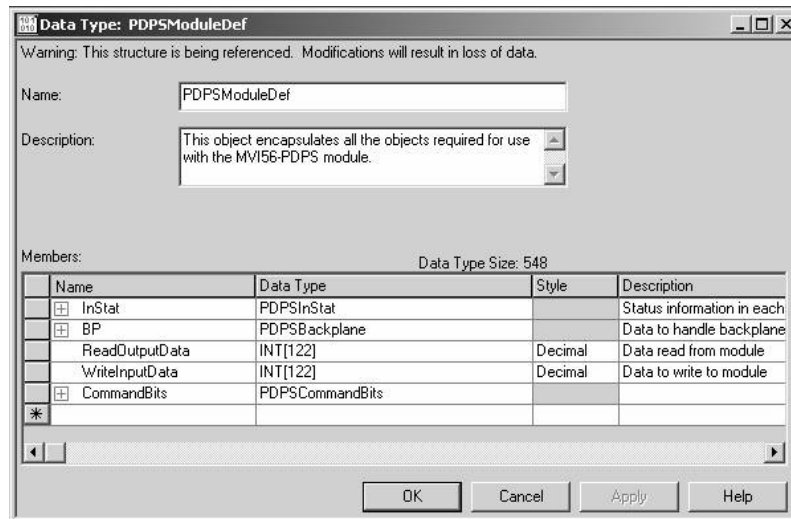 Data Type: PDPSModuleDef
Warning: This structure is being referenced. Modifications will result in loss of data.
Name: PDPSModuleDef
Description: This object encapsulates all the objects required for use
with the MVI56-PDPS module.
Members: Data Type Size: 548
Name Data Type Style Description
InStat PDPSInStat Status information in each
BP PDPSBackplane Data to handle backplane
ReadOutputData INT[122] Decimal Data read from module
WriteInputData INT[122] Decimal Data to write to module
CommandBits PDPSCommandBits
OK Cancel Apply Help